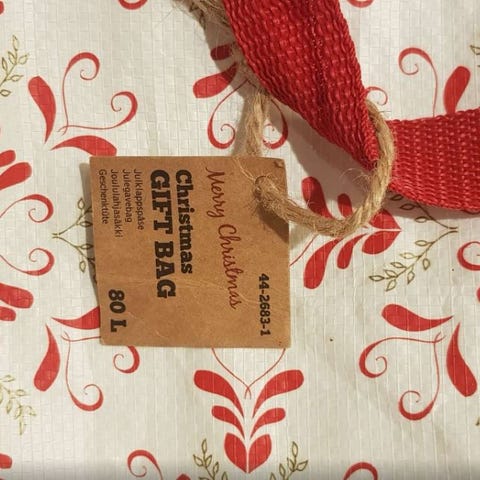 Merry Christmas
44-2683-1
Christmas
GIFT BAG
Julklappspåse
Julegavebag
Joululahjasäkki
Geschenktüte
80 L